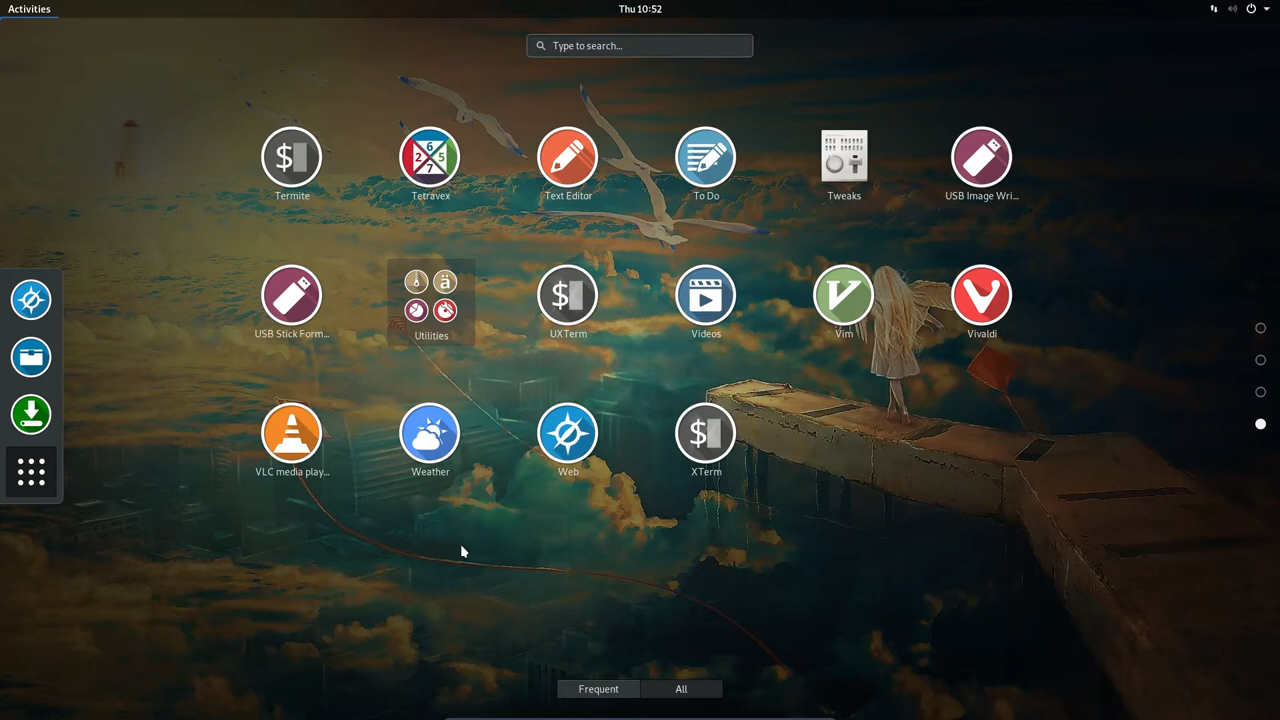 Activities
Thu 10:52
Type to search...
Termite
Tetravex
Text Editor
To Do
Tweaks
USB Image Wri...
USB Stick Form...
Utilities
UXTerm
Videos
Vim
Vivaldi
VLC media play...
Weather
Web
XTerm
Frequent
All